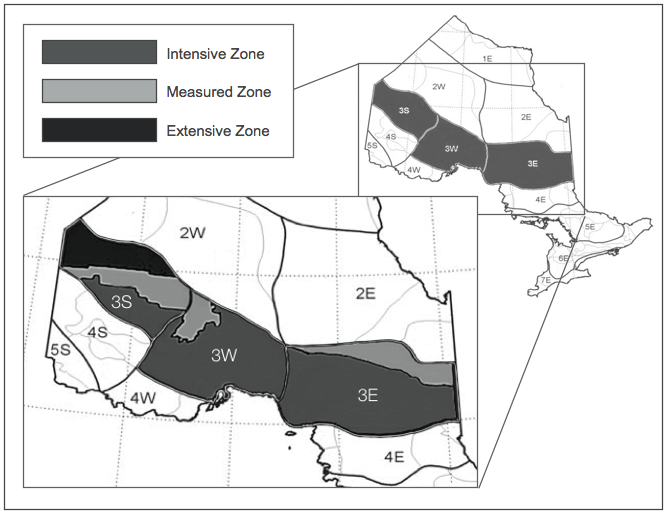 Intensive Zone
Measured Zone
Extensive Zone
1E
2W
3S
2E
4S
5S
3W
3E
4W
4E
5E
6E
7E
2W
2E
3S
4S
5S
3W
3E
4W
4E